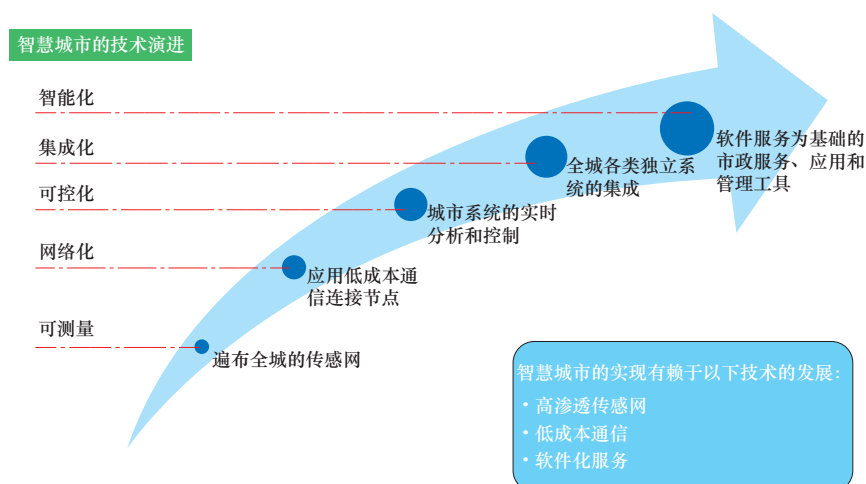 智慧城市的技术演进
智能化
软件服务为基础的
市政服务、应用和
管理工具
集成化
全城各类独立系
统的集成
可控化
城市系统的实时
分析和控制
网络化
应用低成本通
信连接节点
可测量
遍布全城的传感网
智慧城市的实现有赖于以下技术的发展：
·高渗透传感网
·低成本通信
·软件化服务